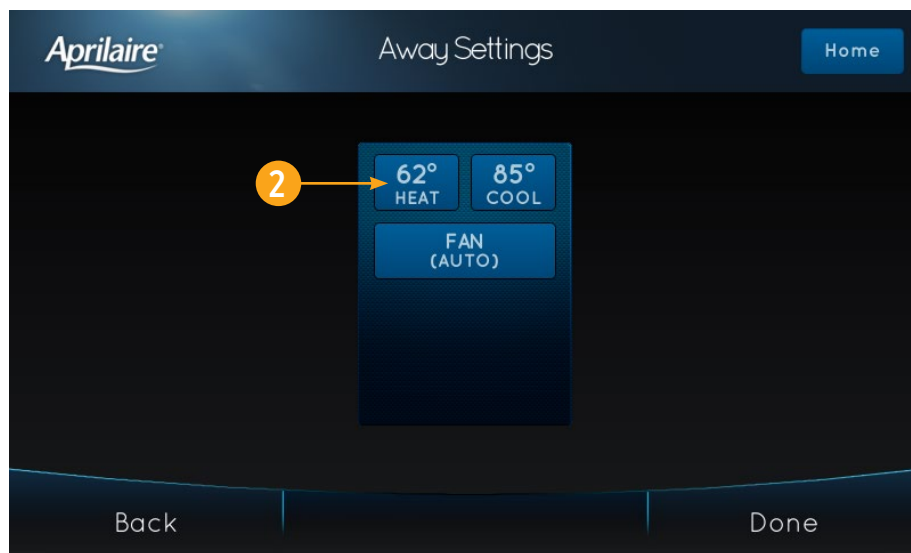 Aprilaire®
Away Settings
Home
2
62° 85°
HEAT COOL
FAN
(AUTO)
Back
Done